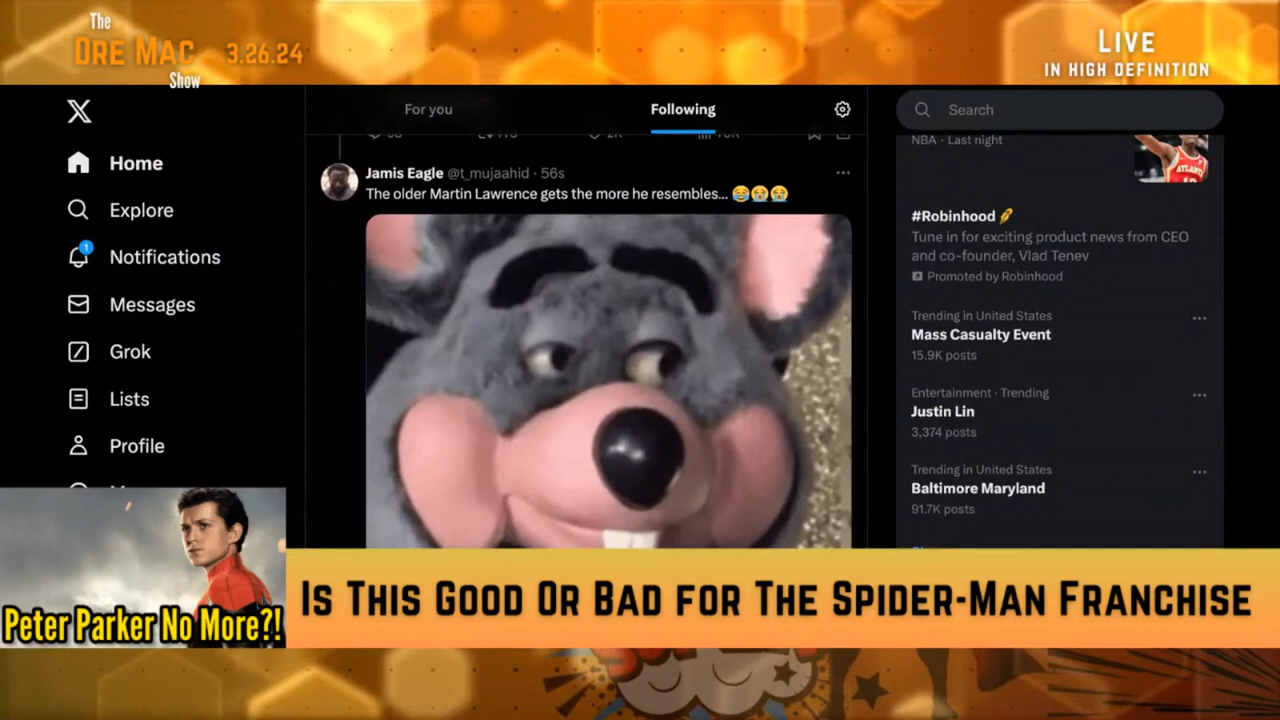 The
DRE MAC
Show
3.26.24
LIVE
IN HIGH DEFINITION
For you
Following
Search
Home
Explore
1
Notifications
Messages
Grok
Lists
Profile
Jamis Eagle @t_mujaahid · 56s
The older Martin Lawrence gets the more he resembles... 😂😭😭
NBA · Last night
ATLANTA
#Robinhood
Tune in for exciting product news from CEO
and co-founder, Vlad Tenev
Promoted by Robinhood
Trending in United States
Mass Casualty Event
15.9K posts
Entertainment · Trending
Justin Lin
3,374 posts
Trending in United States
Baltimore Maryland
91.7K posts
Peter Parker No More?!
IS THIS GOOD OR BAD FOR THE SPIDER-MAN FRANCHISE